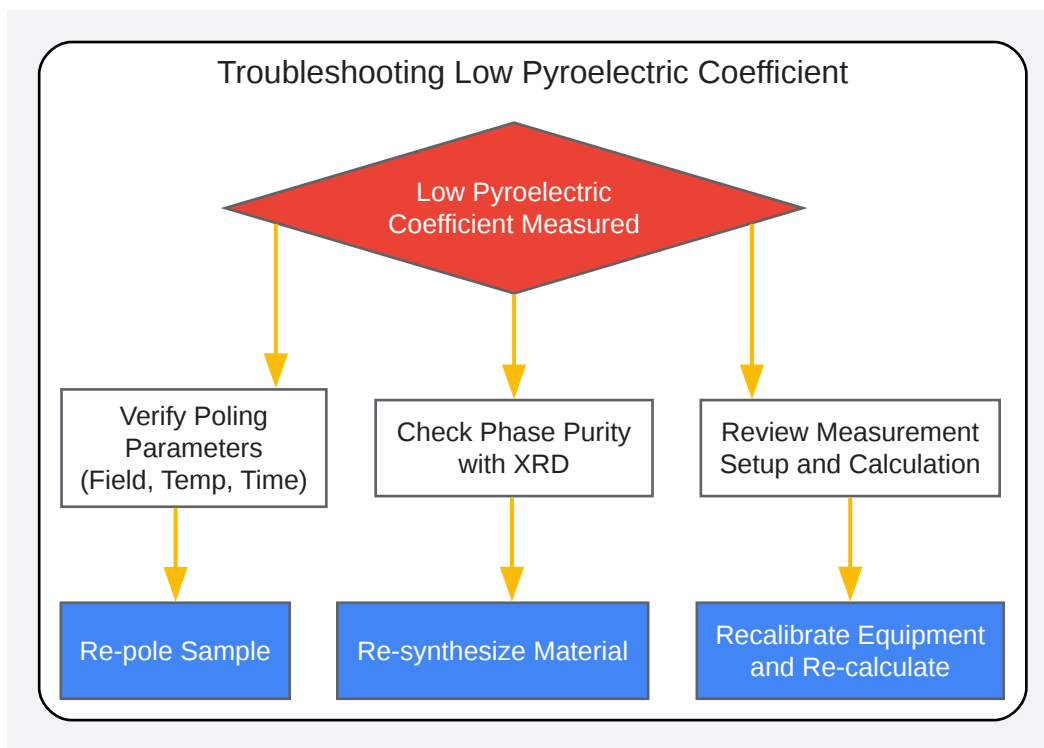 Troubleshooting Low Pyroelectric Coefficient
Low Pyroelectric
Coefficient Measured
Verify Poling
Parameters
(Field, Temp, Time)
Check Phase Purity
with XRD
Review Measurement
Setup and Calculation
Re-pole Sample
Re-synthesize Material
Recalibrate Equipment
and Re-calculate